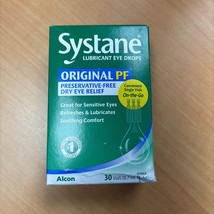 Systane®
LUBRICANT EYE DROPS
ORIGINAL PF
PRESERVATIVE-FREE
DRY EYE RELIEF
Convenient
Single Vials
On-the-Go
Great for Sensitive Eyes
Refreshes & Lubricates
Soothing Comfort
#1
Alcon
30